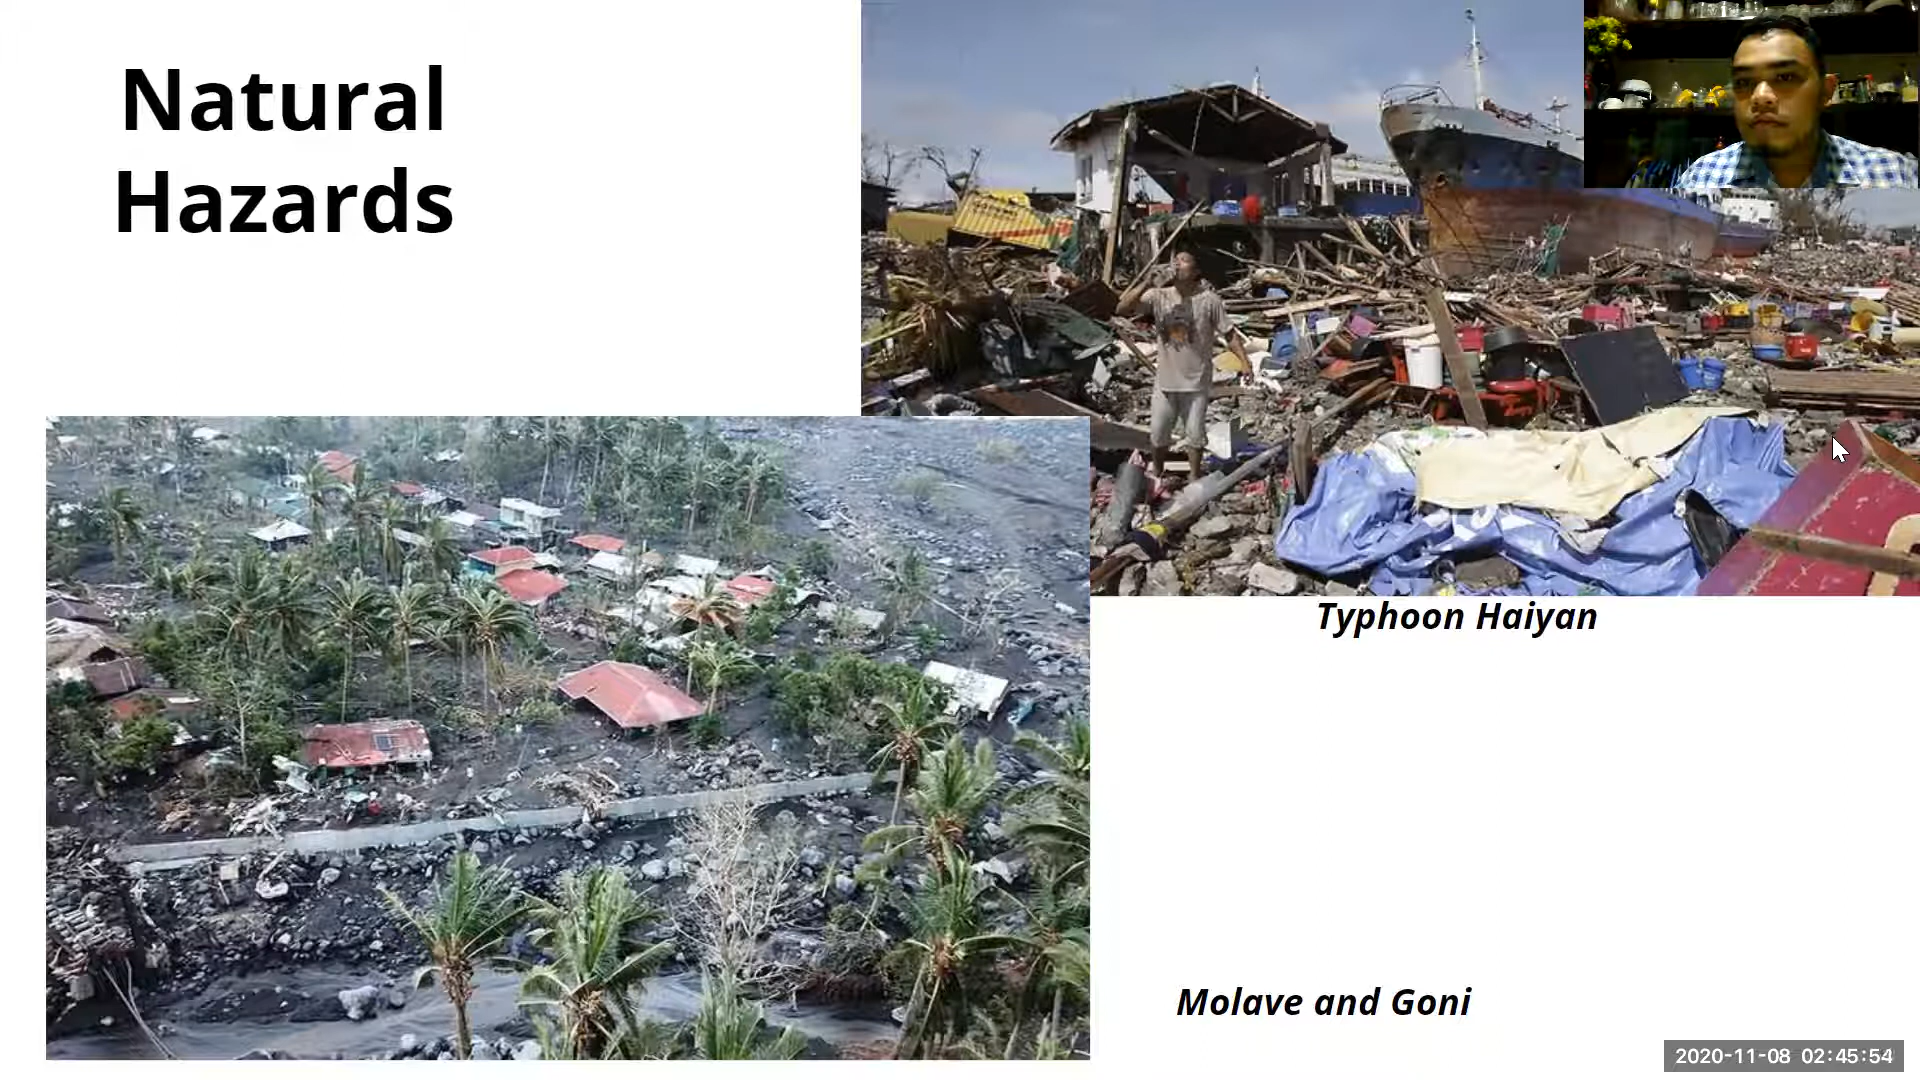 Natural
Hazards
Typhoon Haiyan
Molave and Goni
2020-11-08 02:45:54